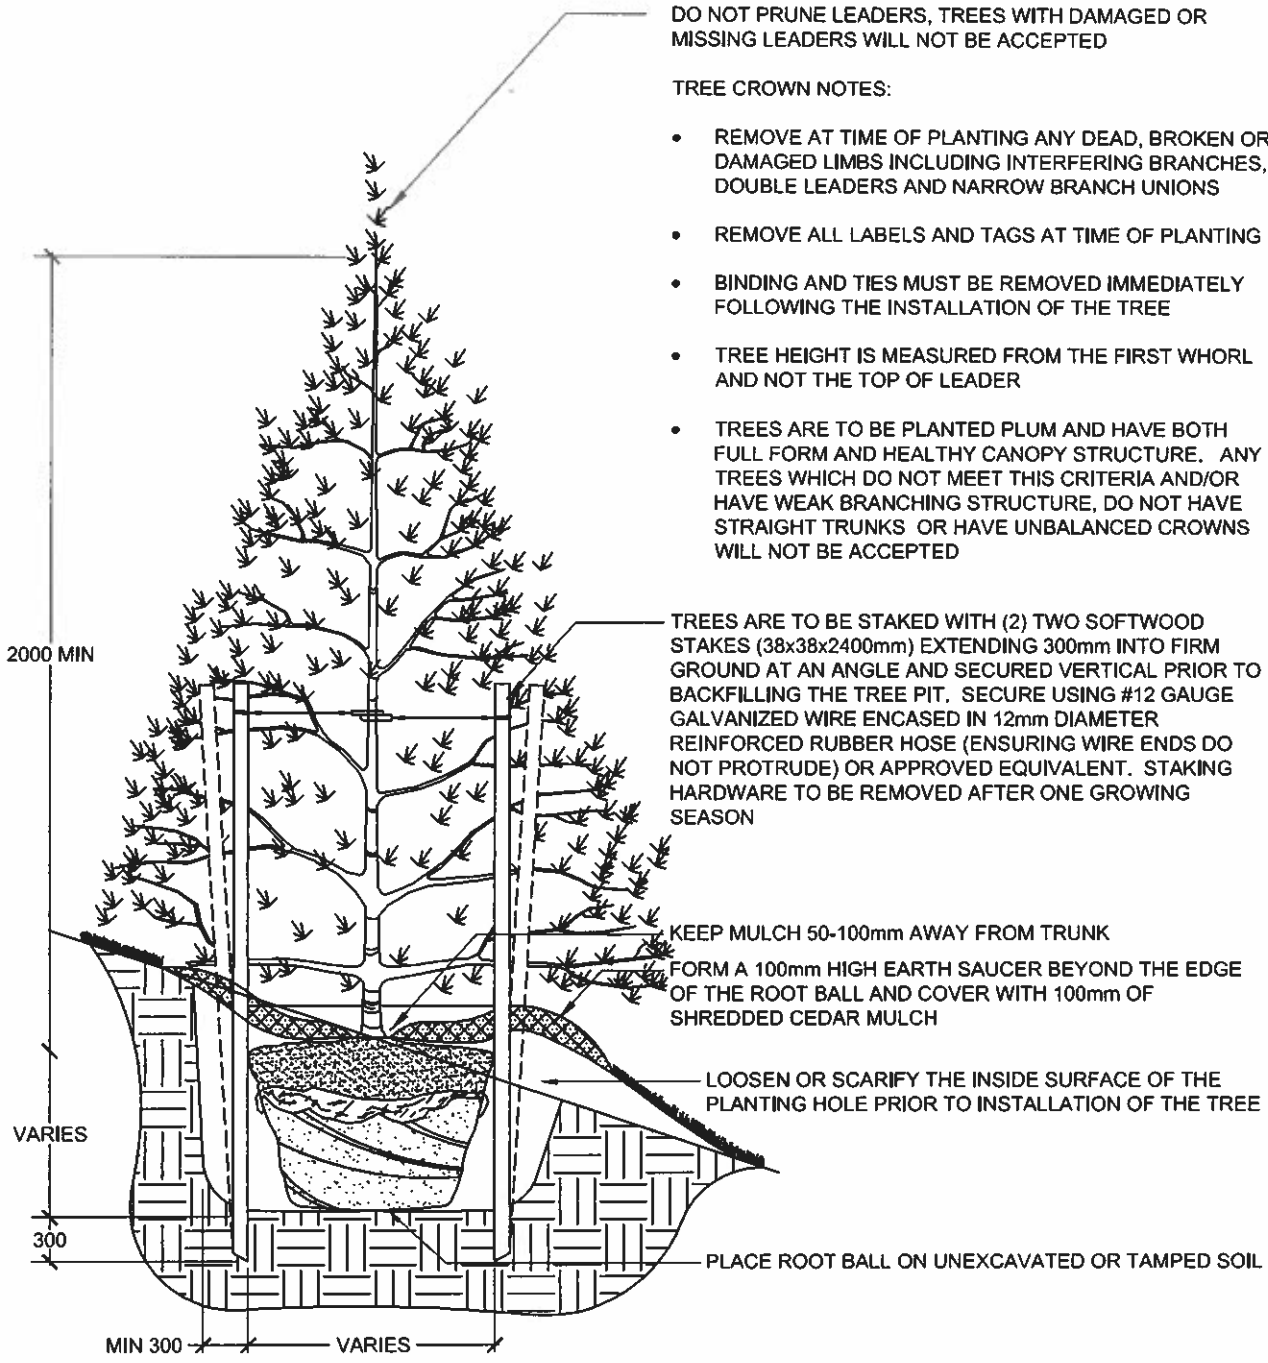 DO NOT PRUNE LEADERS, TREES WITH DAMAGED OR
MISSING LEADERS WILL NOT BE ACCEPTED
TREE CROWN NOTES:
• REMOVE AT TIME OF PLANTING ANY DEAD, BROKEN OR
DAMAGED LIMBS INCLUDING INTERFERING BRANCHES,
DOUBLE LEADERS AND NARROW BRANCH UNIONS
• REMOVE ALL LABELS AND TAGS AT TIME OF PLANTING
• BINDING AND TIES MUST BE REMOVED IMMEDIATELY
FOLLOWING THE INSTALLATION OF THE TREE
• TREE HEIGHT IS MEASURED FROM THE FIRST WHORL
AND NOT THE TOP OF LEADER
• TREES ARE TO BE PLANTED PLUM AND HAVE BOTH
FULL FORM AND HEALTHY CANOPY STRUCTURE. ANY
TREES WHICH DO NOT MEET THIS CRITERIA AND/OR
HAVE WEAK BRANCHING STRUCTURE, DO NOT HAVE
STRAIGHT TRUNKS OR HAVE UNBALANCED CROWNS
WILL NOT BE ACCEPTED
TREES ARE TO BE STAKED WITH (2) TWO SOFTWOOD
STAKES (38x38x2400mm) EXTENDING 300mm INTO FIRM
GROUND AT AN ANGLE AND SECURED VERTICAL PRIOR TO
BACKFILLING THE TREE PIT. SECURE USING #12 GAUGE
GALVANIZED WIRE ENCASED IN 12mm DIAMETER
REINFORCED RUBBER HOSE (ENSURING WIRE ENDS DO
NOT PROTRUDE) OR APPROVED EQUIVALENT. STAKING
HARDWARE TO BE REMOVED AFTER ONE GROWING
SEASON
2000 MIN
KEEP MULCH 50-100mm AWAY FROM TRUNK
FORM A 100mm HIGH EARTH SAUCER BEYOND THE EDGE
OF THE ROOT BALL AND COVER WITH 100mm OF
SHREDDED CEDAR MULCH
LOOSEN OR SCARIFY THE INSIDE SURFACE OF THE
PLANTING HOLE PRIOR TO INSTALLATION OF THE TREE
VARIES
300
PLACE ROOT BALL ON UNEXCAVATED OR TAMPED SOIL
MIN 300
VARIES